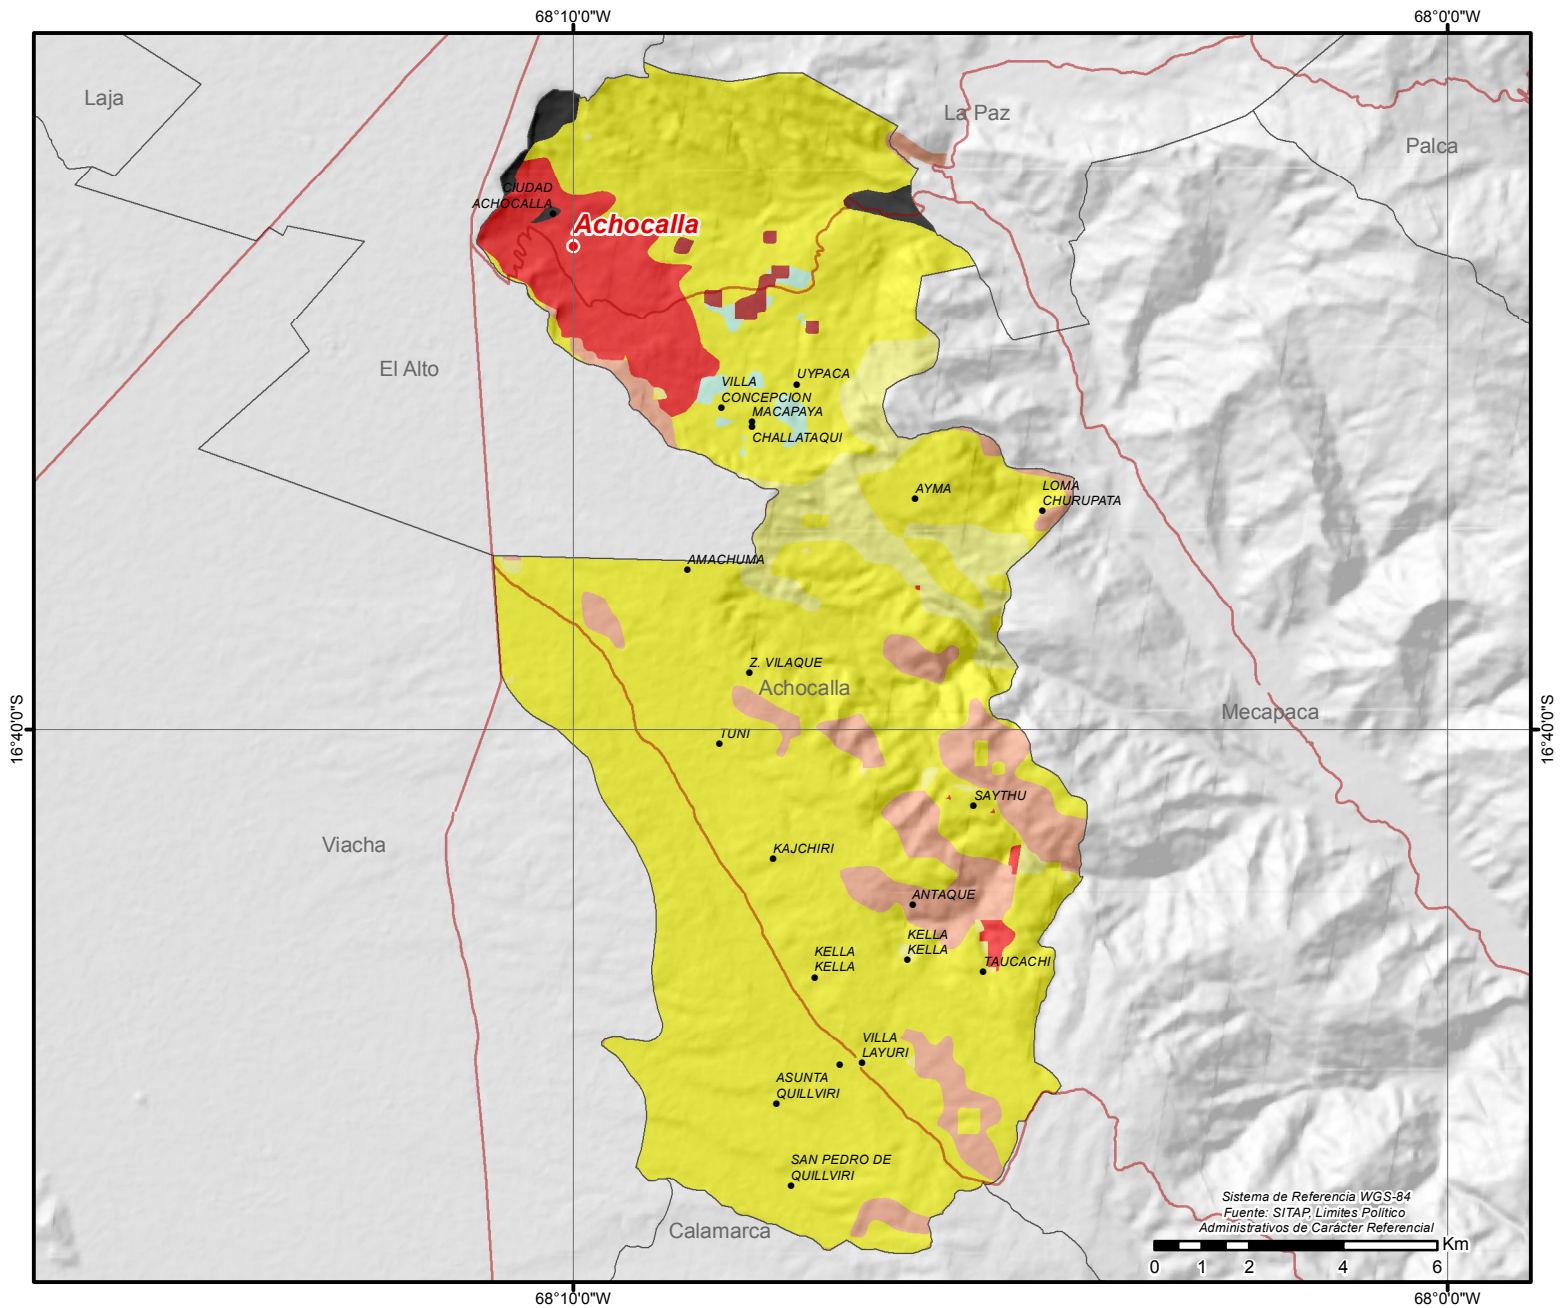 68°10'0"W
68°0'0"W
Laja
La Paz
Palca
CIUDAD
ACHOCALLA
Achocalla
El Alto
VILLA
CONCEPCION
UYPACA
MACAPAYA
CHALLATAQUI
AYMA
LOMA
CHURUPATA
AMACHUMA
Z. VILAQUE
Achocalla
Mecapaca
16°40'0"S
16°40'0"S
TUNI
SAYTHU
Viacha
KAJCHIRI
ANTAQUE
KELLA
KELLA
KELLA
KELLA
TAUCACHI
VILLA
LAYURI
ASUNTA
QUILLVIRI
SAN PEDRO DE
QUILLVIRI
Calamarca
Sistema de Referencia WGS-84
Fuente: SITAP, Limites Politico
Administrativos de Carácter Referencial
Km
0 1 2 4 6
68°10'0"W
68°0'0"W